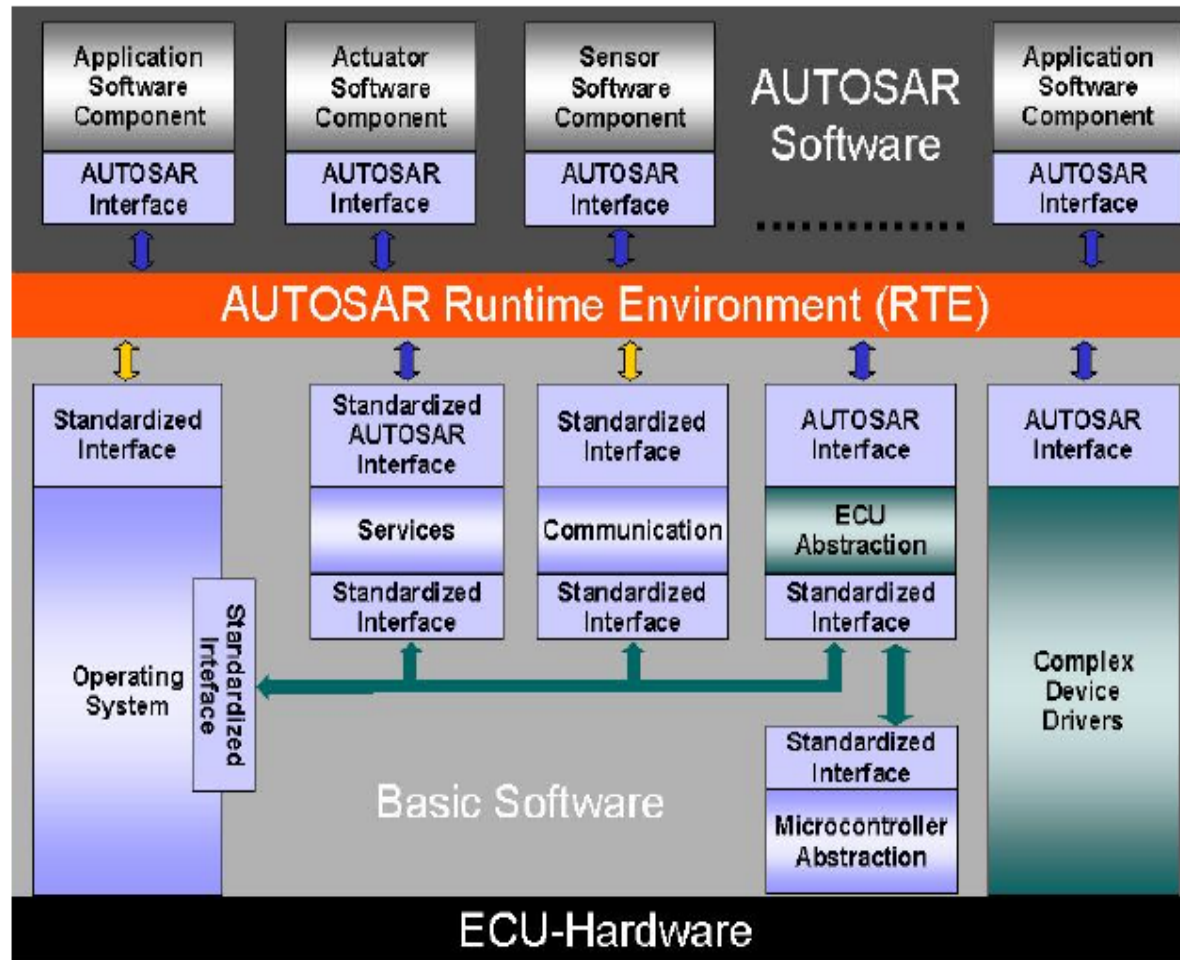 Application
Software
Component
AUTOSAR
Interface
Actuator
Software
Component
AUTOSAR
Interface
Sensor
Software
Component
AUTOSAR
Interface
AUTOSAR
Software
Application
Software
Component
AUTOSAR
Interface
AUTOSAR Runtime Environment (RTE)
Standardized
Interface
Operating
System
Standardized
Inteface
Standardized
AUTOSAR
Interface
Services
Standardized
Interface
Standardized
Interface
Communication
Standardized
Interface
AUTOSAR
Interface
ECU
Abstraction
Standardized
Interface
Standardized
Interface
Microcontroller
Abstraction
AUTOSAR
Interface
Complex
Device
Drivers
Basic Software
ECU-Hardware